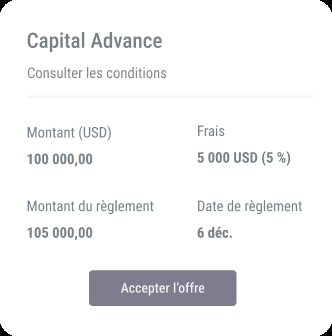 Capital Advance
Consulter les conditions
Montant (USD)
Frais
100 000,00
5 000 USD (5 %)
Montant du règlement
Date de règlement
105 000,00
6 déc.
Accepter l'offre